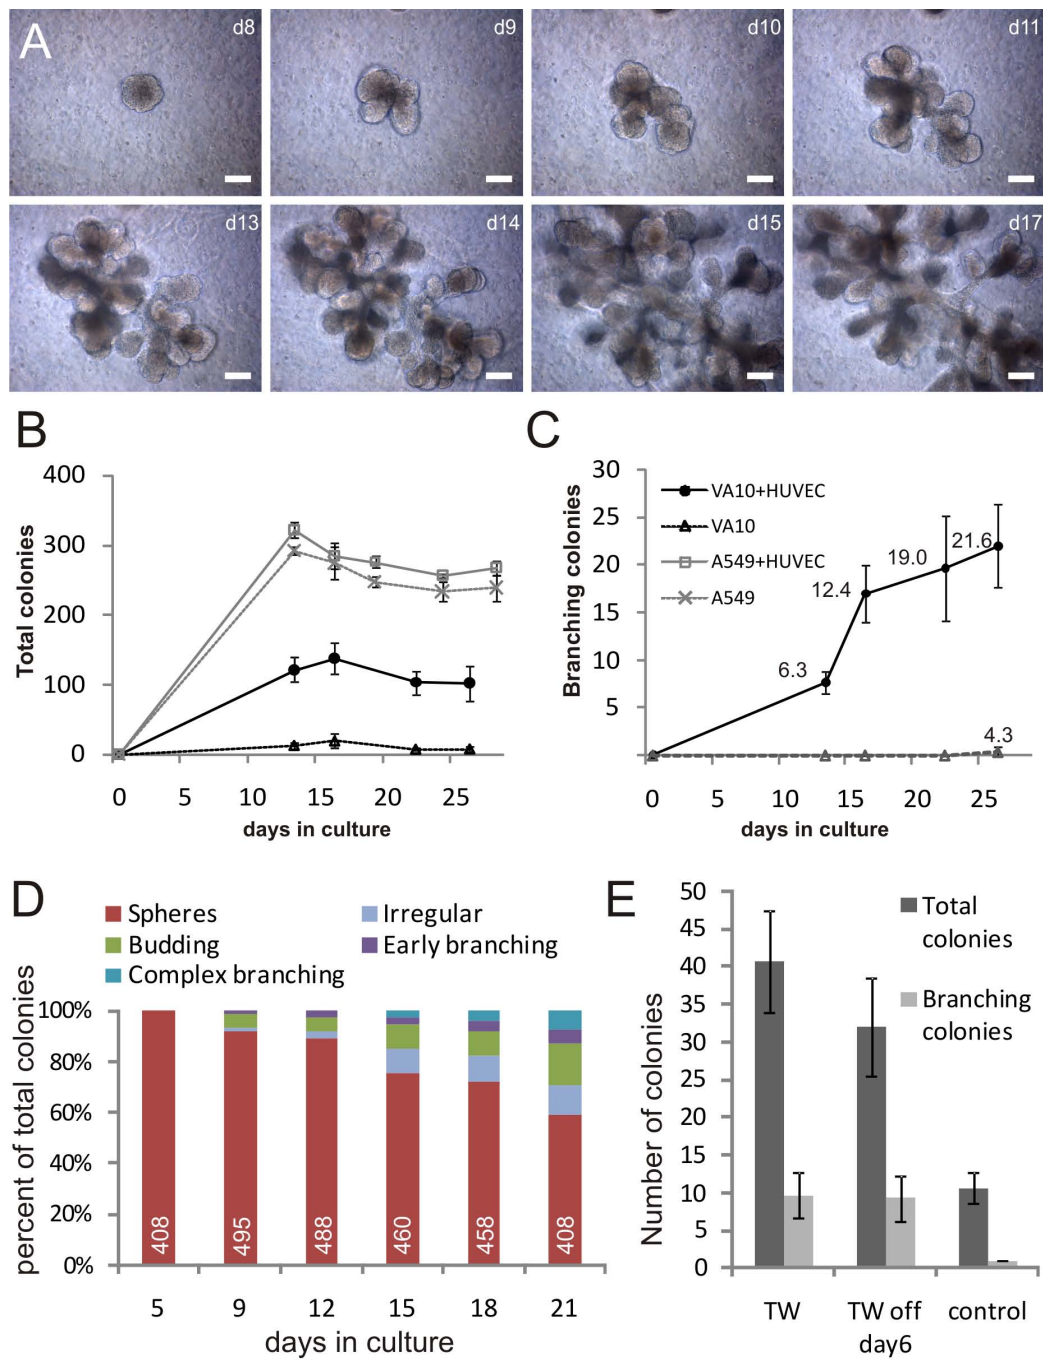 A
d8
d9
d10
d11
d13
d14
d15
d17
B
Total colonies
400
300
200
100
0
0 5 10 15 20 25
days in culture
C
Branching colonies
30
25
20
15
10
5
VA10+HUVEC
VA10
A549+HUVEC
A549
6.3
12.4
19.0
21.6
4.3
0 5 10 15 20 25
days in culture
D
Spheres
Irregular
Budding
Early branching
Complex branching
percent of total colonies
100%
80%
60%
40%
20%
0%
408
495
488
460
458
408
5 9 12 15 18 21
days in culture
E
Number of colonies
50
45
40
35
30
25
20
15
10
5
0
Total
colonies
Branching
colonies
TW
TW off
day6
control